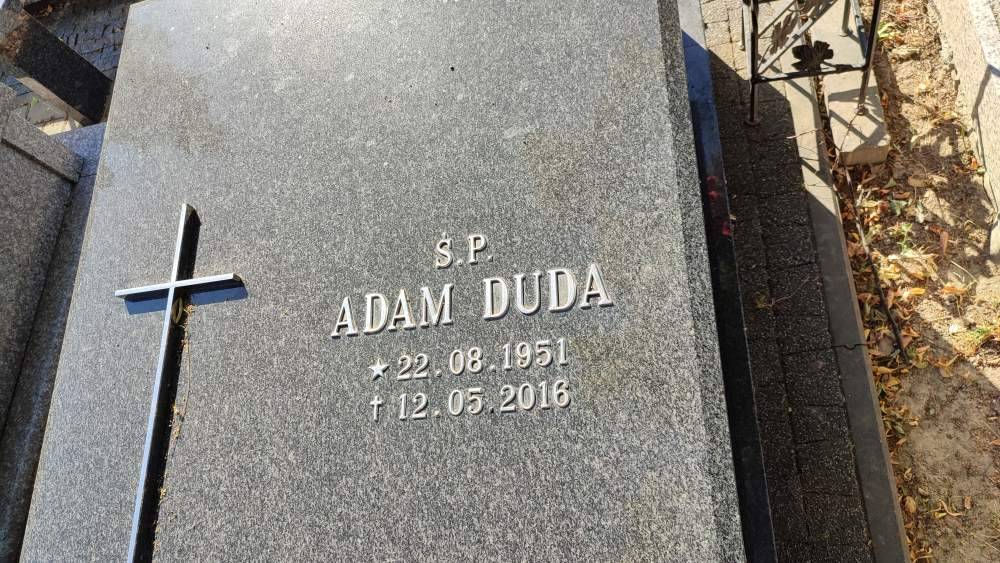 Ś.P.
ADAM DUDA
★ 22.08.1951
✝ 12.05.2016